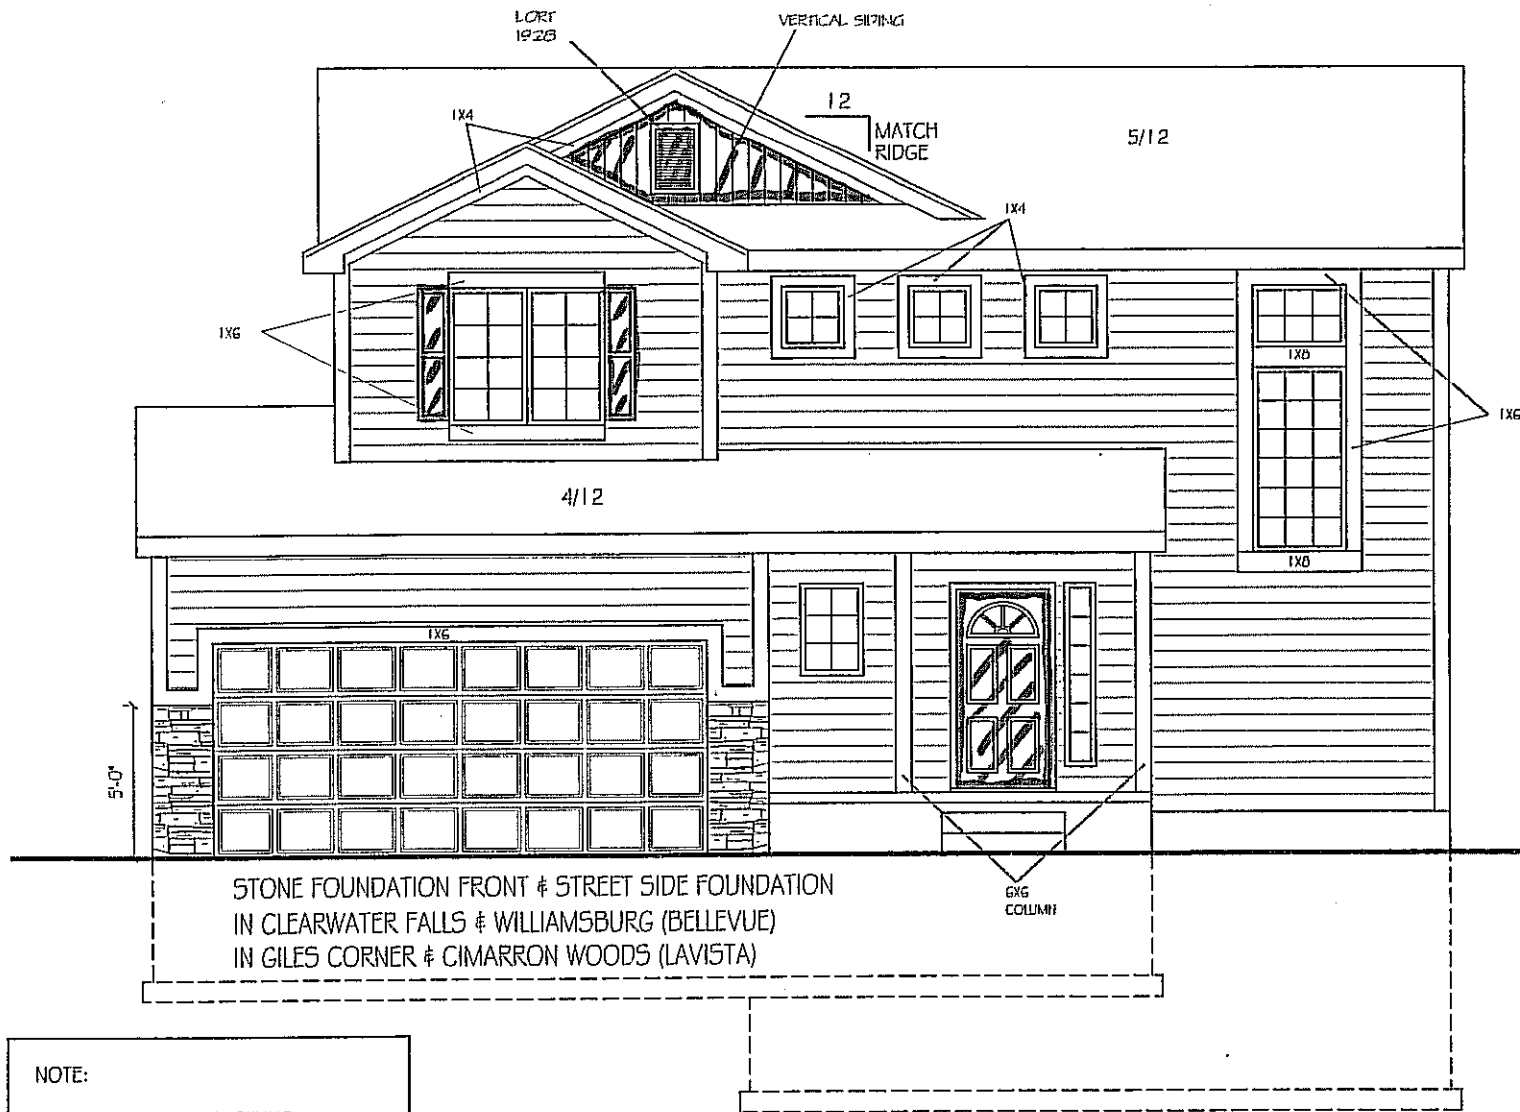 LORT
1928
VERTICAL SIDING
1X4
12
MATCH
RIDGE
5/12
1X4
1X6
1X8
1X6
4/12
1X8
1X6
5'-0"
6X6
COLUMN
STONE FOUNDATION FRONT & STREET SIDE FOUNDATION
IN CLEARWATER FALLS & WILLIAMSBURG (BELLEVUE)
IN GILES CORNER & CIMARRON WOODS (LAVISTA)
NOTE: